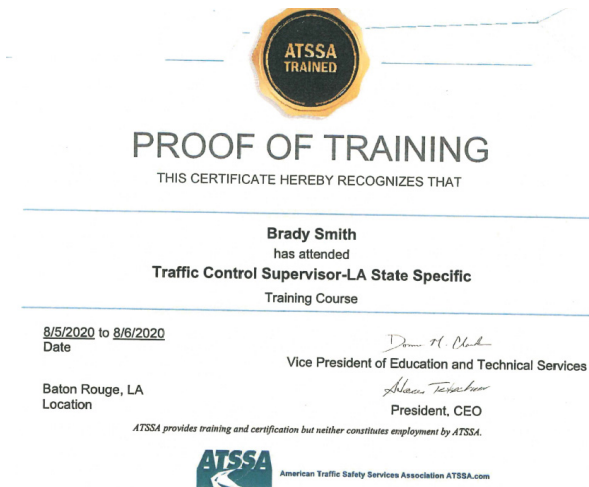 ATSSA
TRAINED
PROOF OF TRAINING
THIS CERTIFICATE HEREBY RECOGNIZES THAT
Brady Smith
has attended
Traffic Control Supervisor-LA State Specific
Training Course
8/5/2020 to 8/6/2020
Date
Vice President of Education and Technical Services
Baton Rouge, LA
Location
President, CEO
ATSSA provides training and certification but neither constitutes employment by ATSSA.
ATSSA
American Traffic Safety Services Association ATSSA.com